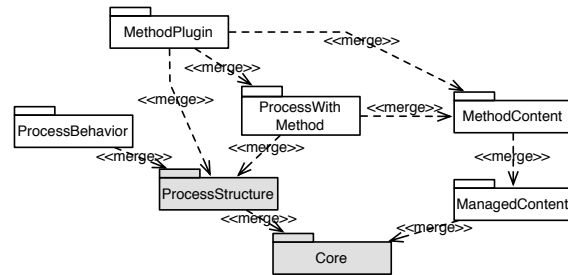 MethodPlugin
<<merge>>
<<merge>>
<<merge>>
ProcessWith
Method
MethodContent
<<merge>>
ProcessBehavior
<<merge>>
<<merge>>
<<merge>>
ProcessStructure
ManagedContent
<<merge>>
<<merge>>
Core